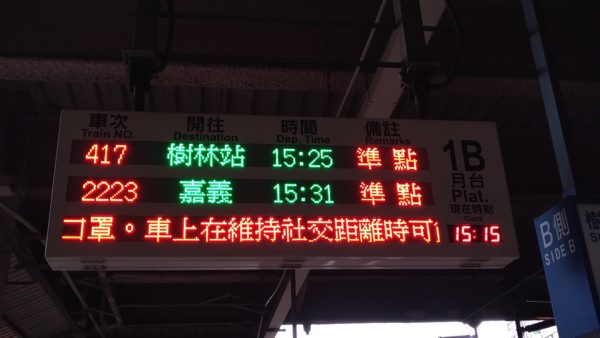 車次 開往 時間 備註
Train NO. Destination Dep. Time Remarks
417 樹林站 15:25 準點
2223 嘉義 15:31 準點
口罩。車上在維持社交距離時可
1B
月台
Plat.
現在時刻
Clock
15:15
B側
SIDE B